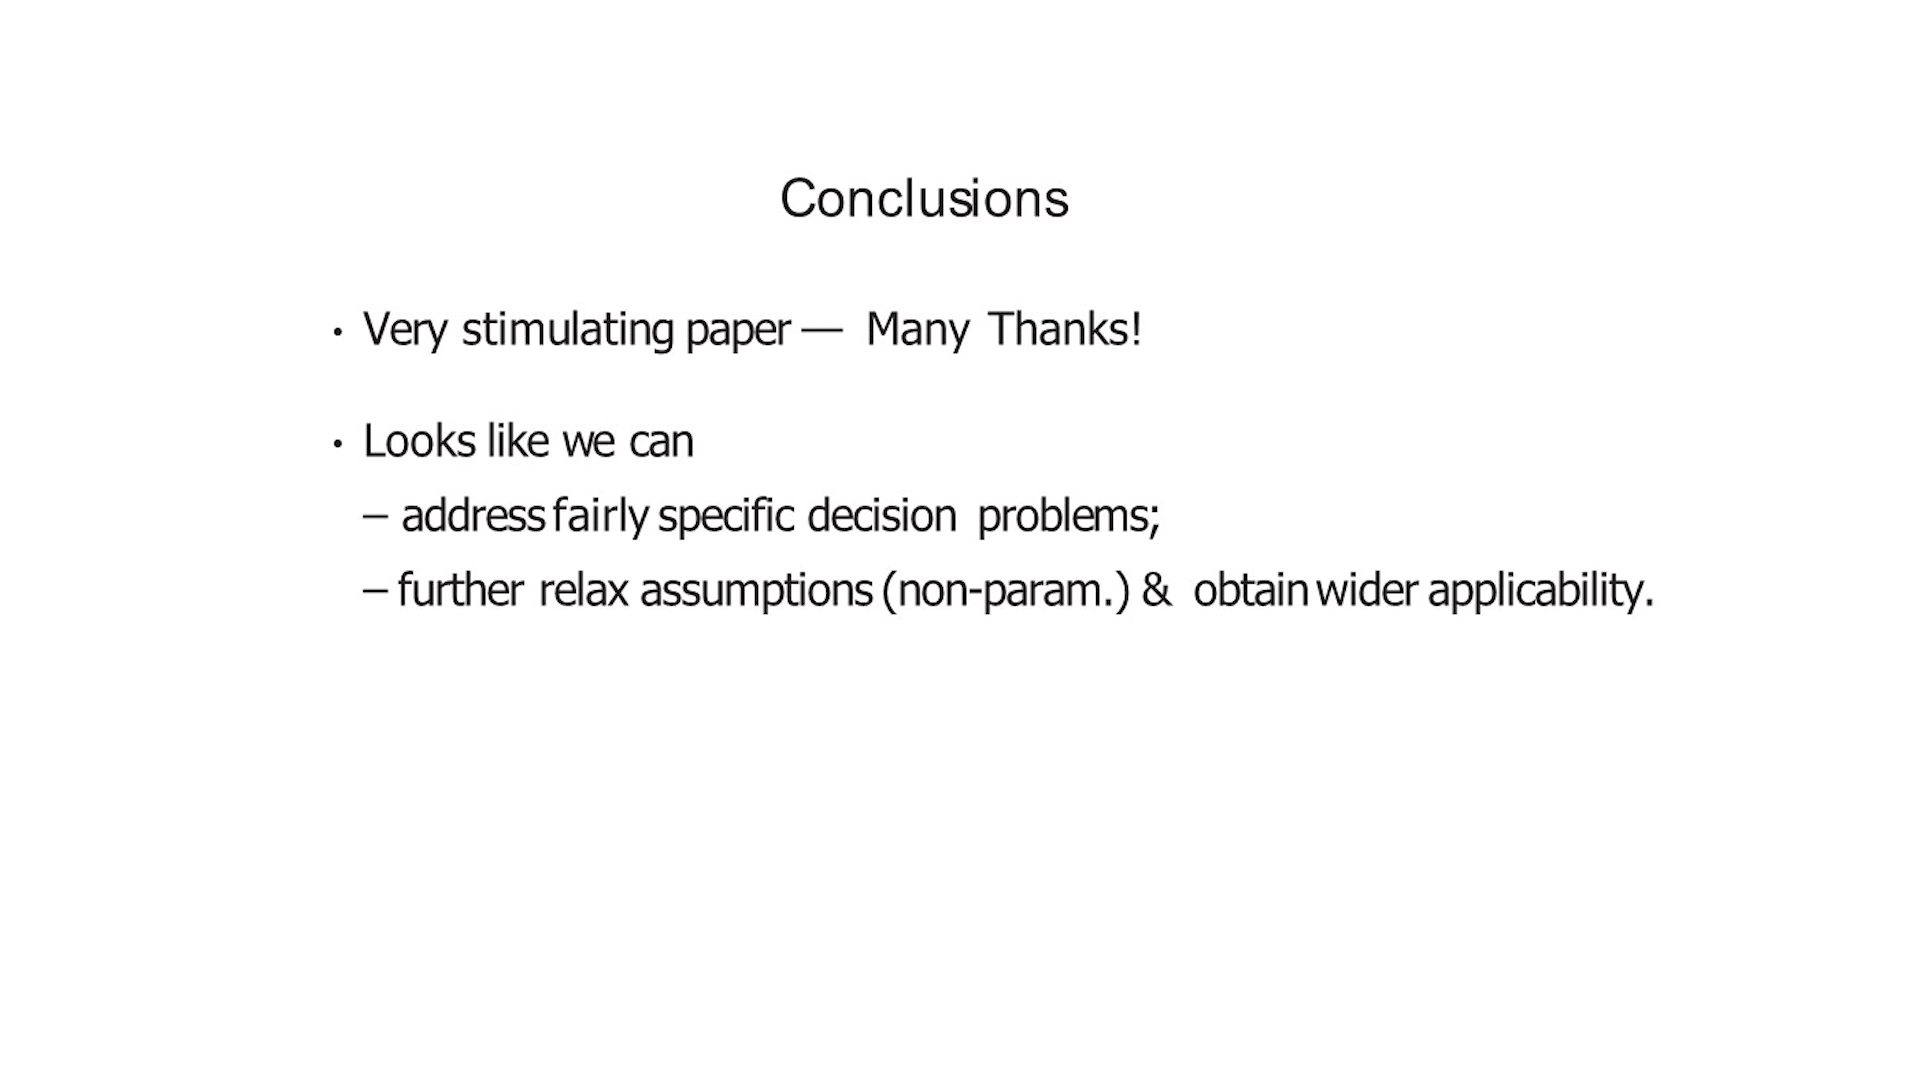 Conclusions
• Very stimulating paper — Many Thanks!
• Looks like we can
– address fairly specific decision problems;
– further relax assumptions (non-param.) & obtain wider applicability.